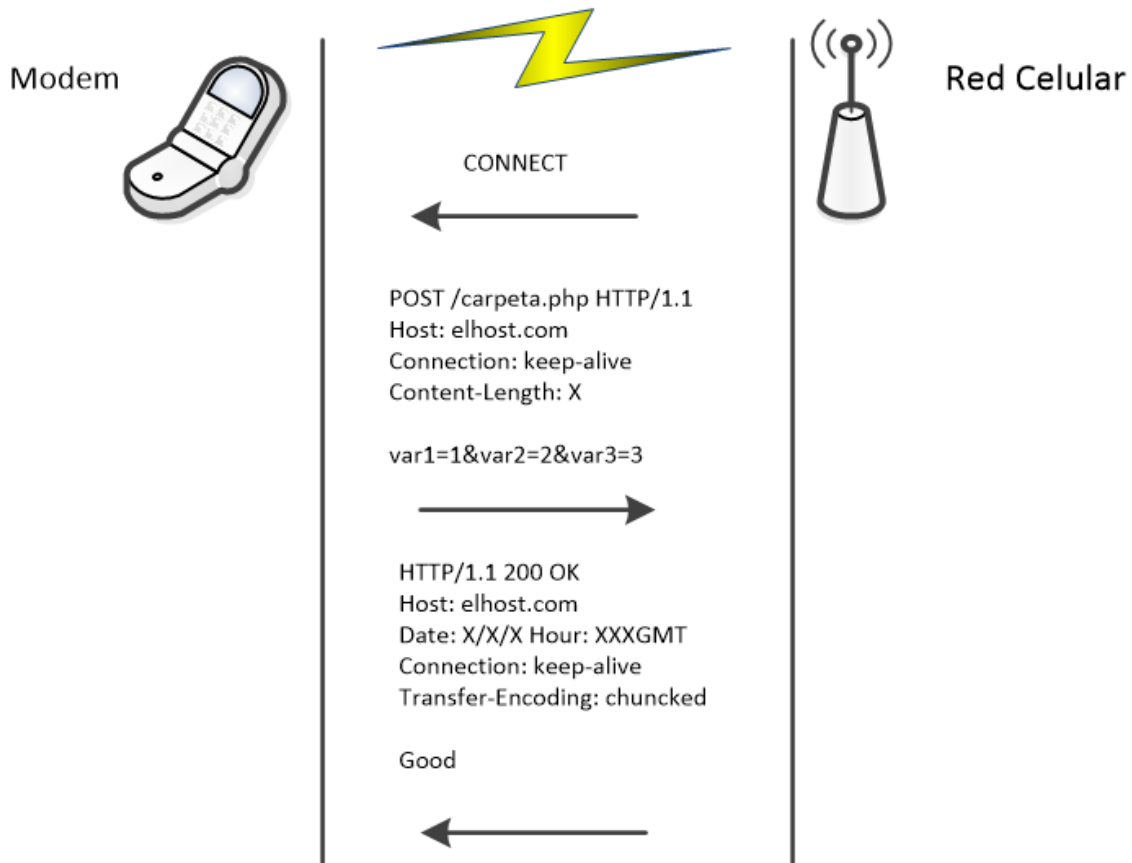 Modem
Red Celular
CONNECT
POST /carpeta.php HTTP/1.1
Host: elhost.com
Connection: keep-alive
Content-Length: X
var1=1&var2=2&var3=3
HTTP/1.1 200 OK
Host: elhost.com
Date: X/X/X Hour: XXXGMT
Connection: keep-alive
Transfer-Encoding: chuncked
Good